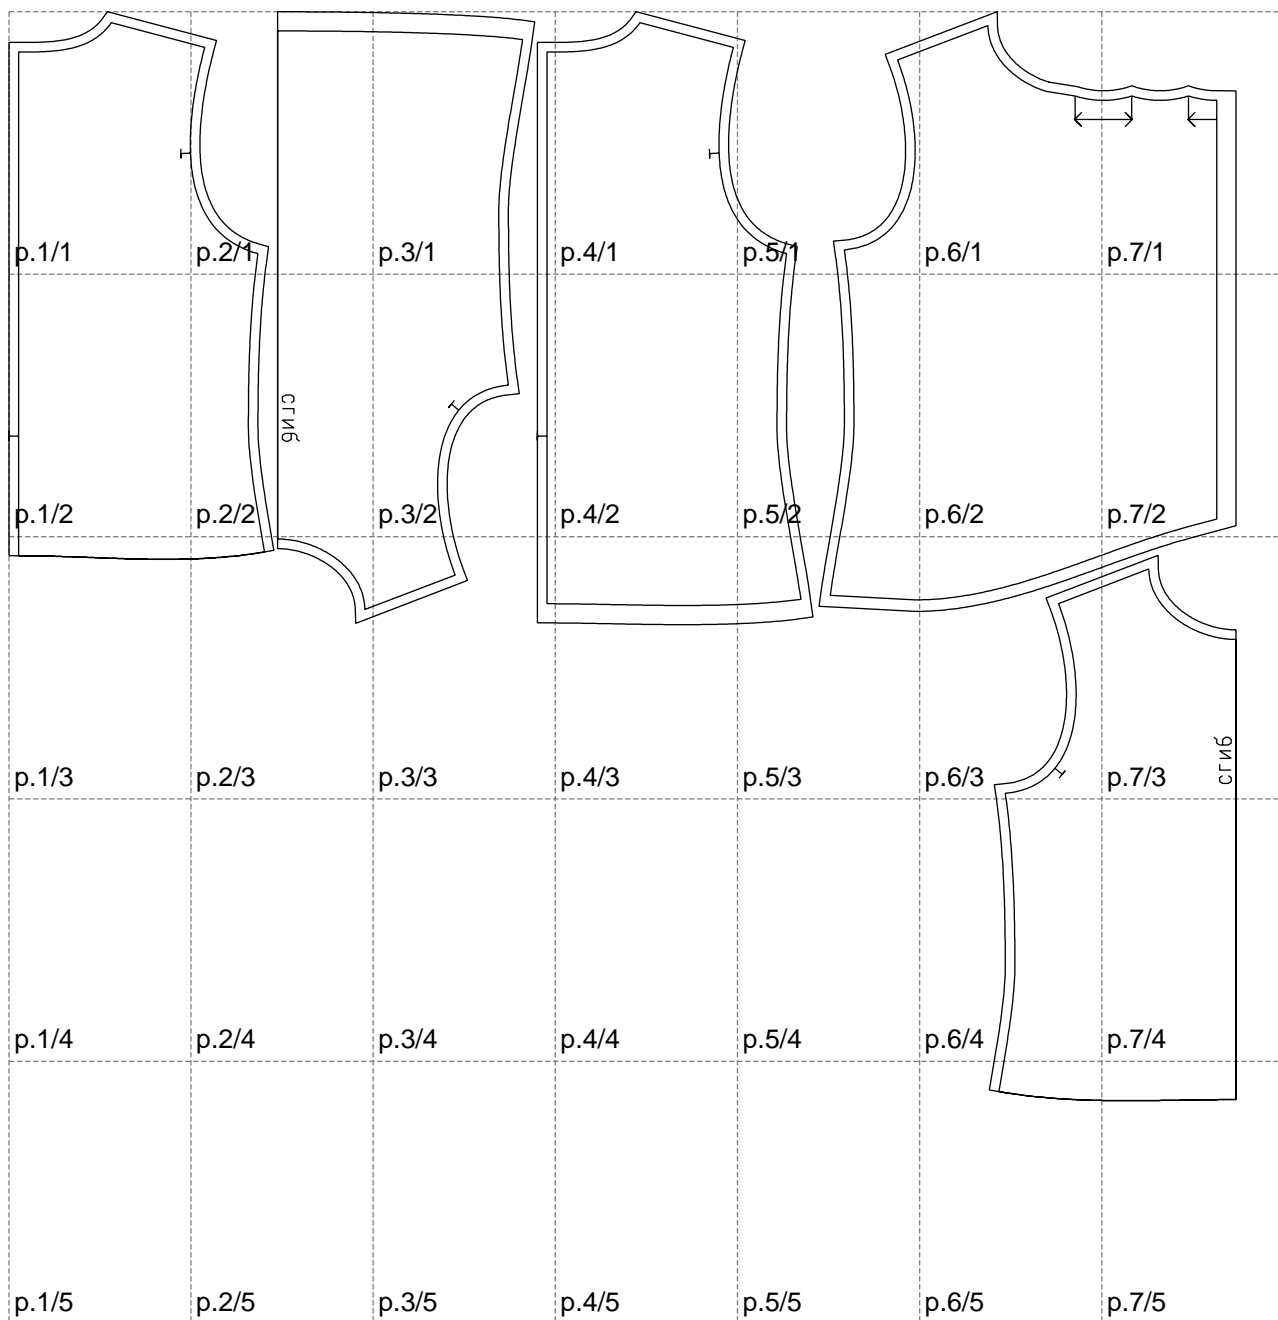 p.1/1 p.2/1 p.3/1 p.4/1 p.5/1 p.6/1 p.7/1
сгиб
p.1/2 p.2/2 p.3/2 p.4/2 p.5/2 p.6/2 p.7/2
сгиб
p.1/3 p.2/3 p.3/3 p.4/3 p.5/3 p.6/3 p.7/3
p.1/4 p.2/4 p.3/4 p.4/4 p.5/4 p.6/4 p.7/4
p.1/5 p.2/5 p.3/5 p.4/5 p.5/5 p.6/5 p.7/5